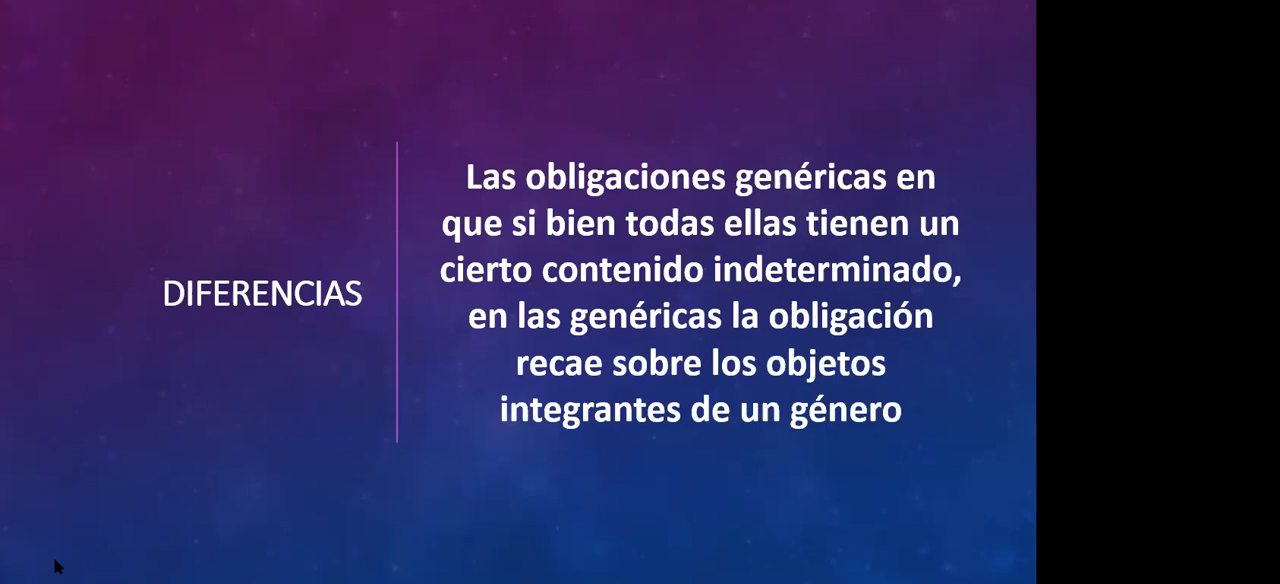 DIFERENCIAS
Las obligaciones genéricas en
que si bien todas ellas tienen un
cierto contenido indeterminado,
en las genéricas la obligación
recae sobre los objetos
integrantes de un género